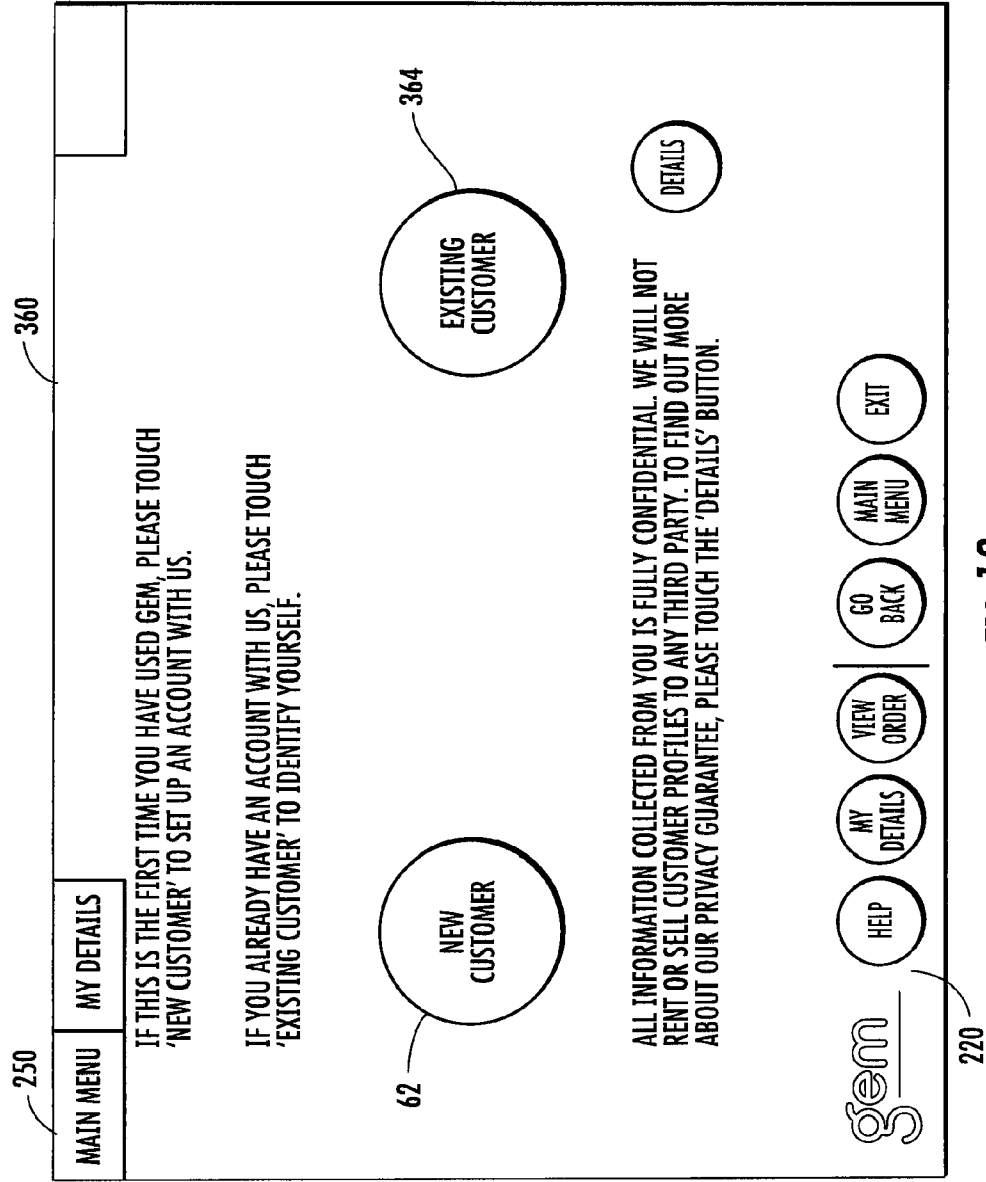 250
360
MAIN MENU
MY DETAILS
IF THIS IS THE FIRST TIME YOU HAVE USED GEM, PLEASE TOUCH
'NEW CUSTOMER' TO SET UP AN ACCOUNT WITH US.
IF YOU ALREADY HAVE AN ACCOUNT WITH US, PLEASE TOUCH
'EXISTING CUSTOMER' TO IDENTIFY YOURSELF.
62
364
NEW
CUSTOMER
EXISTING
CUSTOMER
ALL INFORMATION COLLECTED FROM YOU IS FULLY CONFIDENTIAL. WE WILL NOT
RENT OR SELL CUSTOMER PROFILES TO ANY THIRD PARTY. TO FIND OUT MORE
ABOUT OUR PRIVACY GUARANTEE, PLEASE TOUCH THE 'DETAILS' BUTTON.
DETAILS
gem
HELP
MY
DETAILS
VIEW
ORDER
GO
BACK
MAIN
MENU
EXIT
220